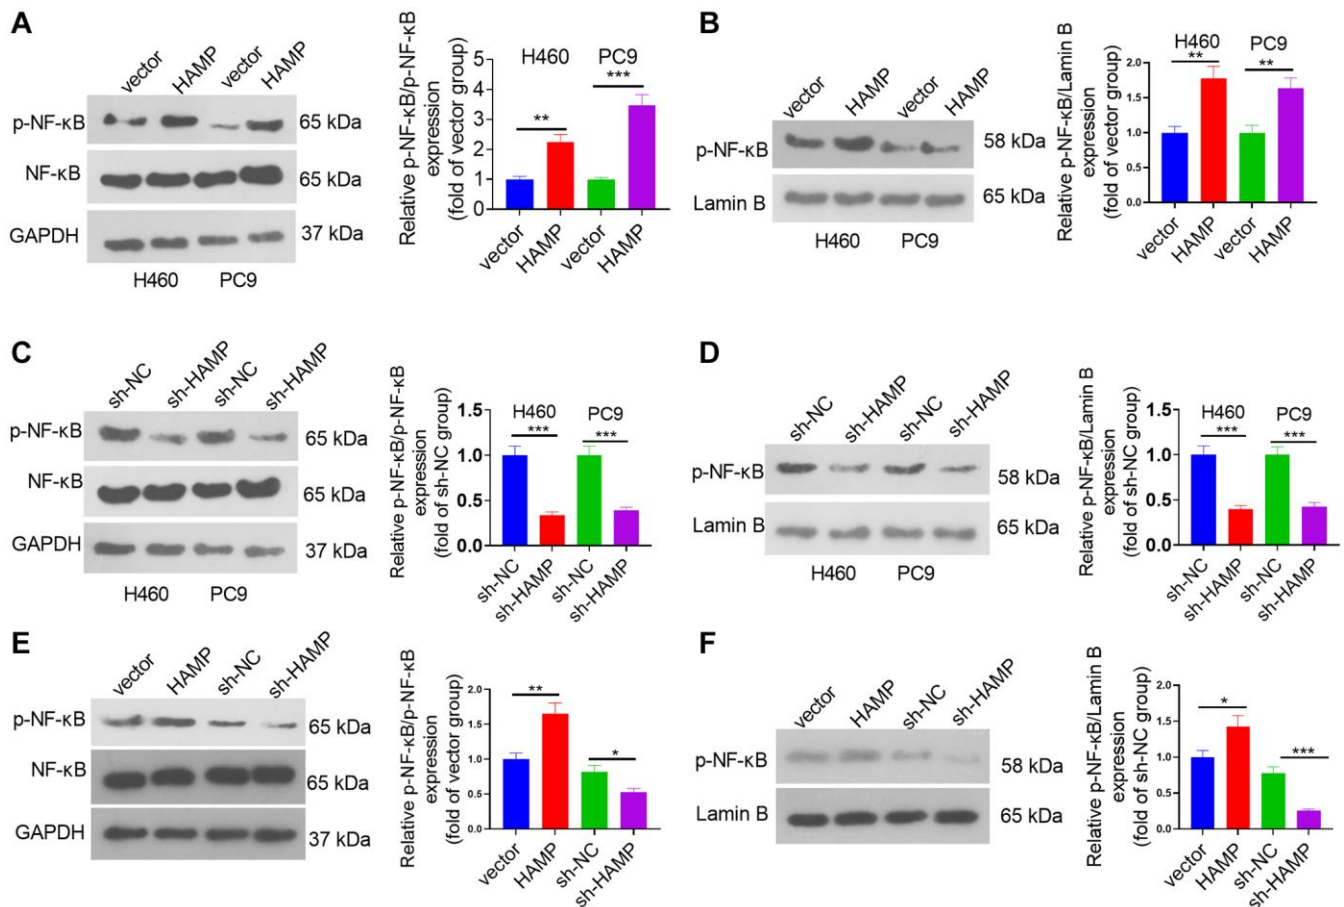 A
vector HAMP vector HAMP
p-NF-κB 65 kDa
NF-κB 65 kDa
GAPDH 37 kDa
H460 PC9
Relative p-NF-κB/p-NF-κB
expression
(fold of vector group)
5
4
3
2
1
0
H460 PC9
** ***
vector HAMP vector HAMP
B
vector HAMP vector HAMP
p-NF-κB 58 kDa
Lamin B 65 kDa
H460 PC9
Relative p-NF-κB/Lamin B
expression
(fold of vector group)
2.0
1.5
1.0
0.5
0.0
H460 PC9
** **
vector HAMP vector HAMP
C
sh-NC sh-HAMP sh-NC sh-HAMP
p-NF-κB 65 kDa
NF-κB 65 kDa
GAPDH 37 kDa
H460 PC9
Relative p-NF-κB/p-NF-κB
expression
(fold of sh-NC group)
1.5
1.0
0.5
0.0
H460 PC9
*** ***
sh-NC sh-HAMP sh-NC sh-HAMP
D
sh-NC sh-HAMP sh-NC sh-HAMP
p-NF-κB 58 kDa
Lamin B 65 kDa
H460 PC9
Relative p-NF-κB/Lamin B
expression
(fold of sh-NC group)
1.5
1.0
0.5
0.0
H460 PC9
*** ***
sh-NC sh-HAMP sh-NC sh-HAMP
E
vector HAMP sh-NC sh-HAMP
p-NF-κB 65 kDa
NF-κB 65 kDa
GAPDH 37 kDa
Relative p-NF-κB/p-NF-κB
expression
(fold of vector group)
2.0
1.5
1.0
0.5
0.0
** *
vector HAMP sh-NC sh-HAMP
F
vector HAMP sh-NC sh-HAMP
p-NF-κB 58 kDa
Lamin B 65 kDa
Relative p-NF-κB/Lamin B
expression
(fold of sh-NC group)
2.0
1.5
1.0
0.5
0.0
* ***
vector HAMP sh-NC sh-HAMP